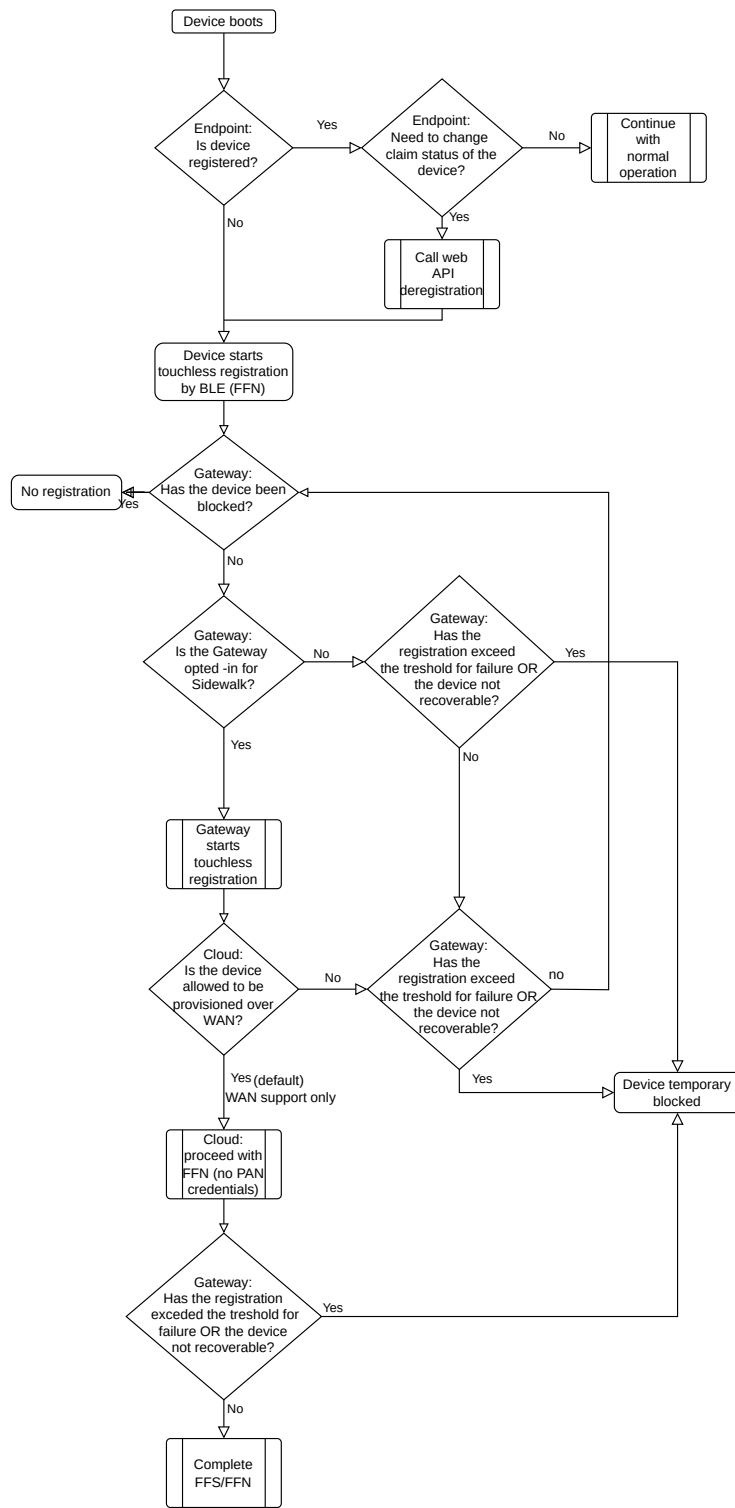 Device boots
Endpoint:
Is device
registered?
Yes
Endpoint:
Need to change
claim status of the
device?
No
Continue
with
normal
operation
No
Yes
Call web
API
deregistration
Device starts
touchless registration
by BLE (FFN)
Gateway:
Has the device been
blocked?
Yes
No registration
No
Gateway:
Is the Gateway
opted -in for
Sidewalk?
No
Gateway:
Has the
registration exceed
the treshold for failure OR
the device not
recoverable?
Yes
Yes
No
Gateway
starts
touchless
registration
Cloud:
Is the device
allowed to be
provisioned over
WAN?
No
Gateway:
Has the
registration exceed
the treshold for failure OR
the device not
recoverable?
no
Yes
Device temporary
blocked
Yes (default)
WAN support only
Cloud:
proceed with
FFN (no PAN
credentials)
Gateway:
Has the registration
exceded the treshold for
failure OR the device
not recoverable?
Yes
No
Complete
FFS/FFN